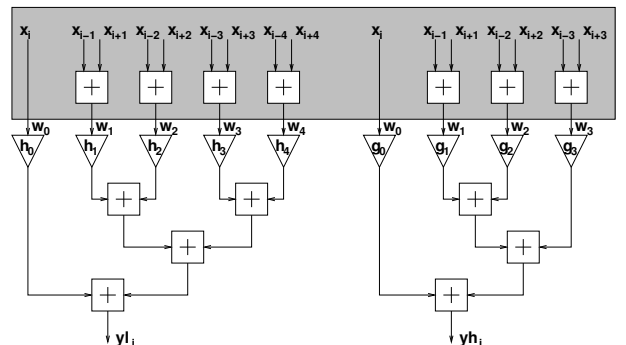 xᵢ xᵢ₋₁ xᵢ₊₁ xᵢ₋₂ xᵢ₊₂ xᵢ₋₃ xᵢ₊₃ xᵢ₋₄ xᵢ₊₄ xᵢ xᵢ₋₁ xᵢ₊₁ xᵢ₋₂ xᵢ₊₂ xᵢ₋₃ xᵢ₊₃
+ + + + + + +
w₀ w₁ w₂ w₃ w₄ w₀ w₁ w₂ w₃
h₀ h₁ h₂ h₃ h₄ g₀ g₁ g₂ g₃
+ + +
+ +
+ +
ylᵢ yhᵢ